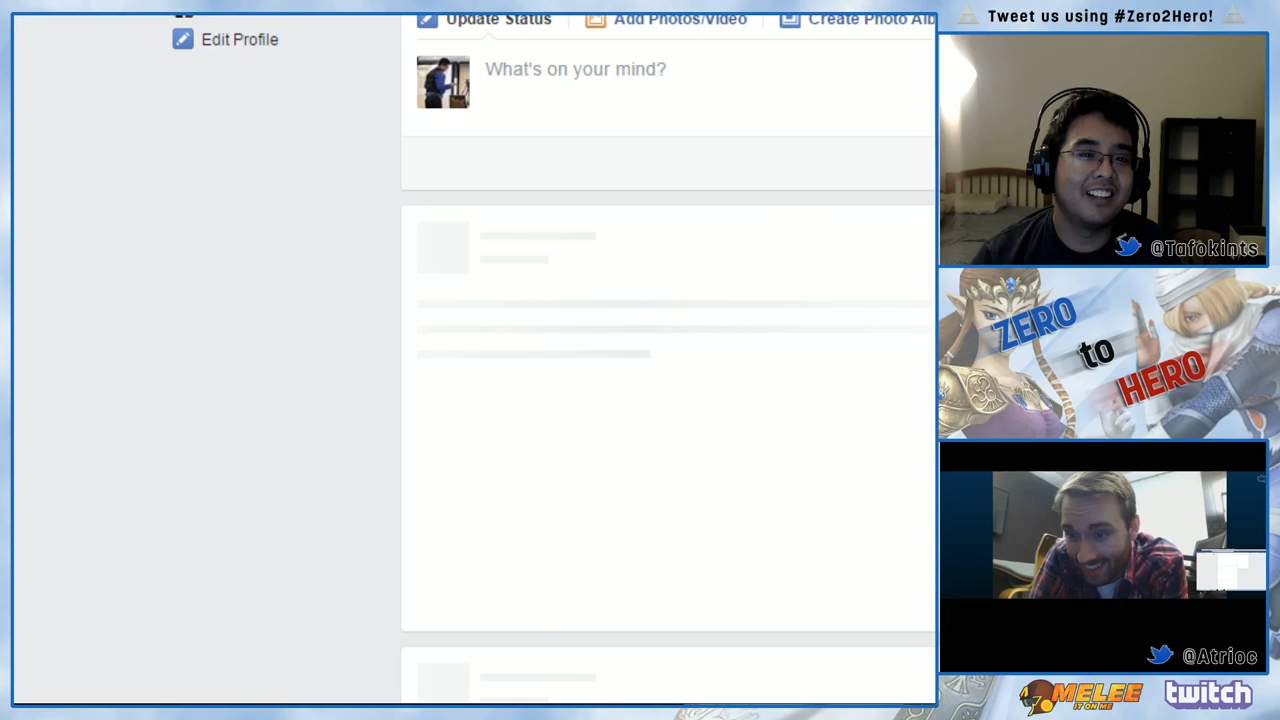 Tweet us using #Zero2Hero!
Update Status
Add Photos/Video
Create Photo Alb
Edit Profile
What's on your mind?
@Tafokints
ZERO
to
HERO
@Atrioc
MELEE
IT ON ME
twitch